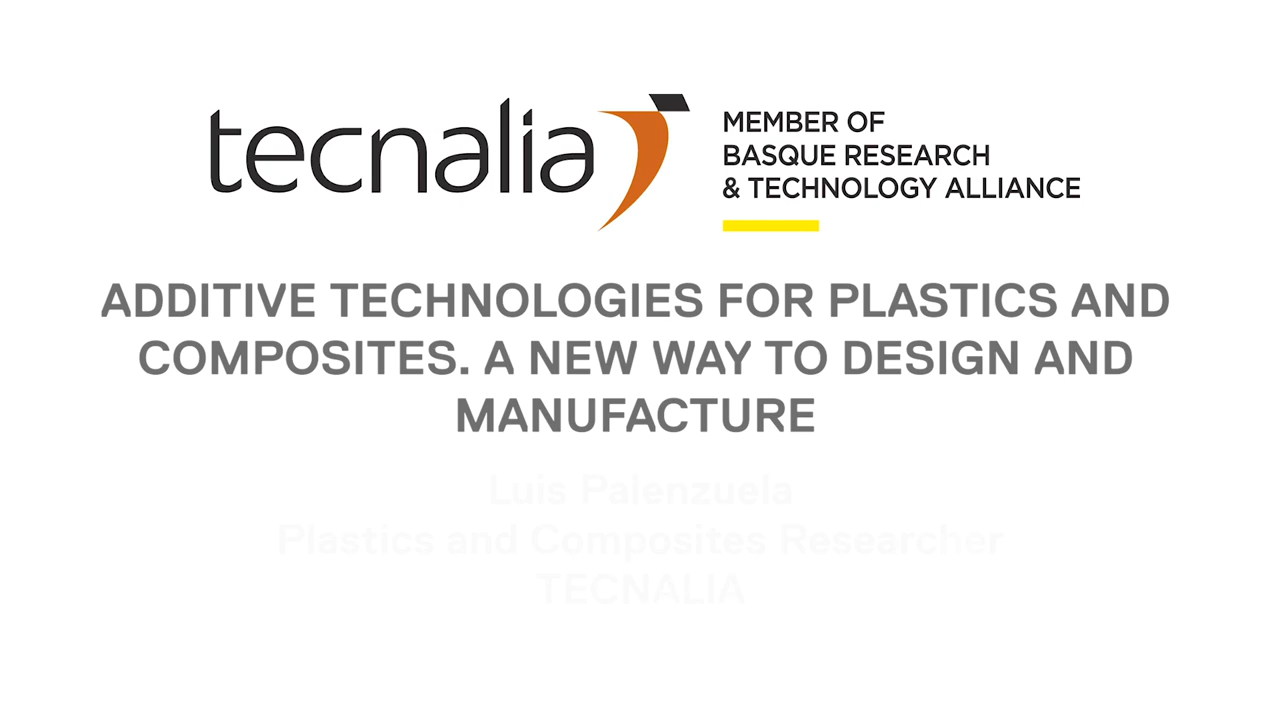 tecnalia
MEMBER OF
BASQUE RESEARCH
& TECHNOLOGY ALLIANCE
ADDITIVE TECHNOLOGIES FOR PLASTICS AND
COMPOSITES. A NEW WAY TO DESIGN AND
MANUFACTURE
Luis Palenzuela
Plastics and Composites Researcher
TECNALIA